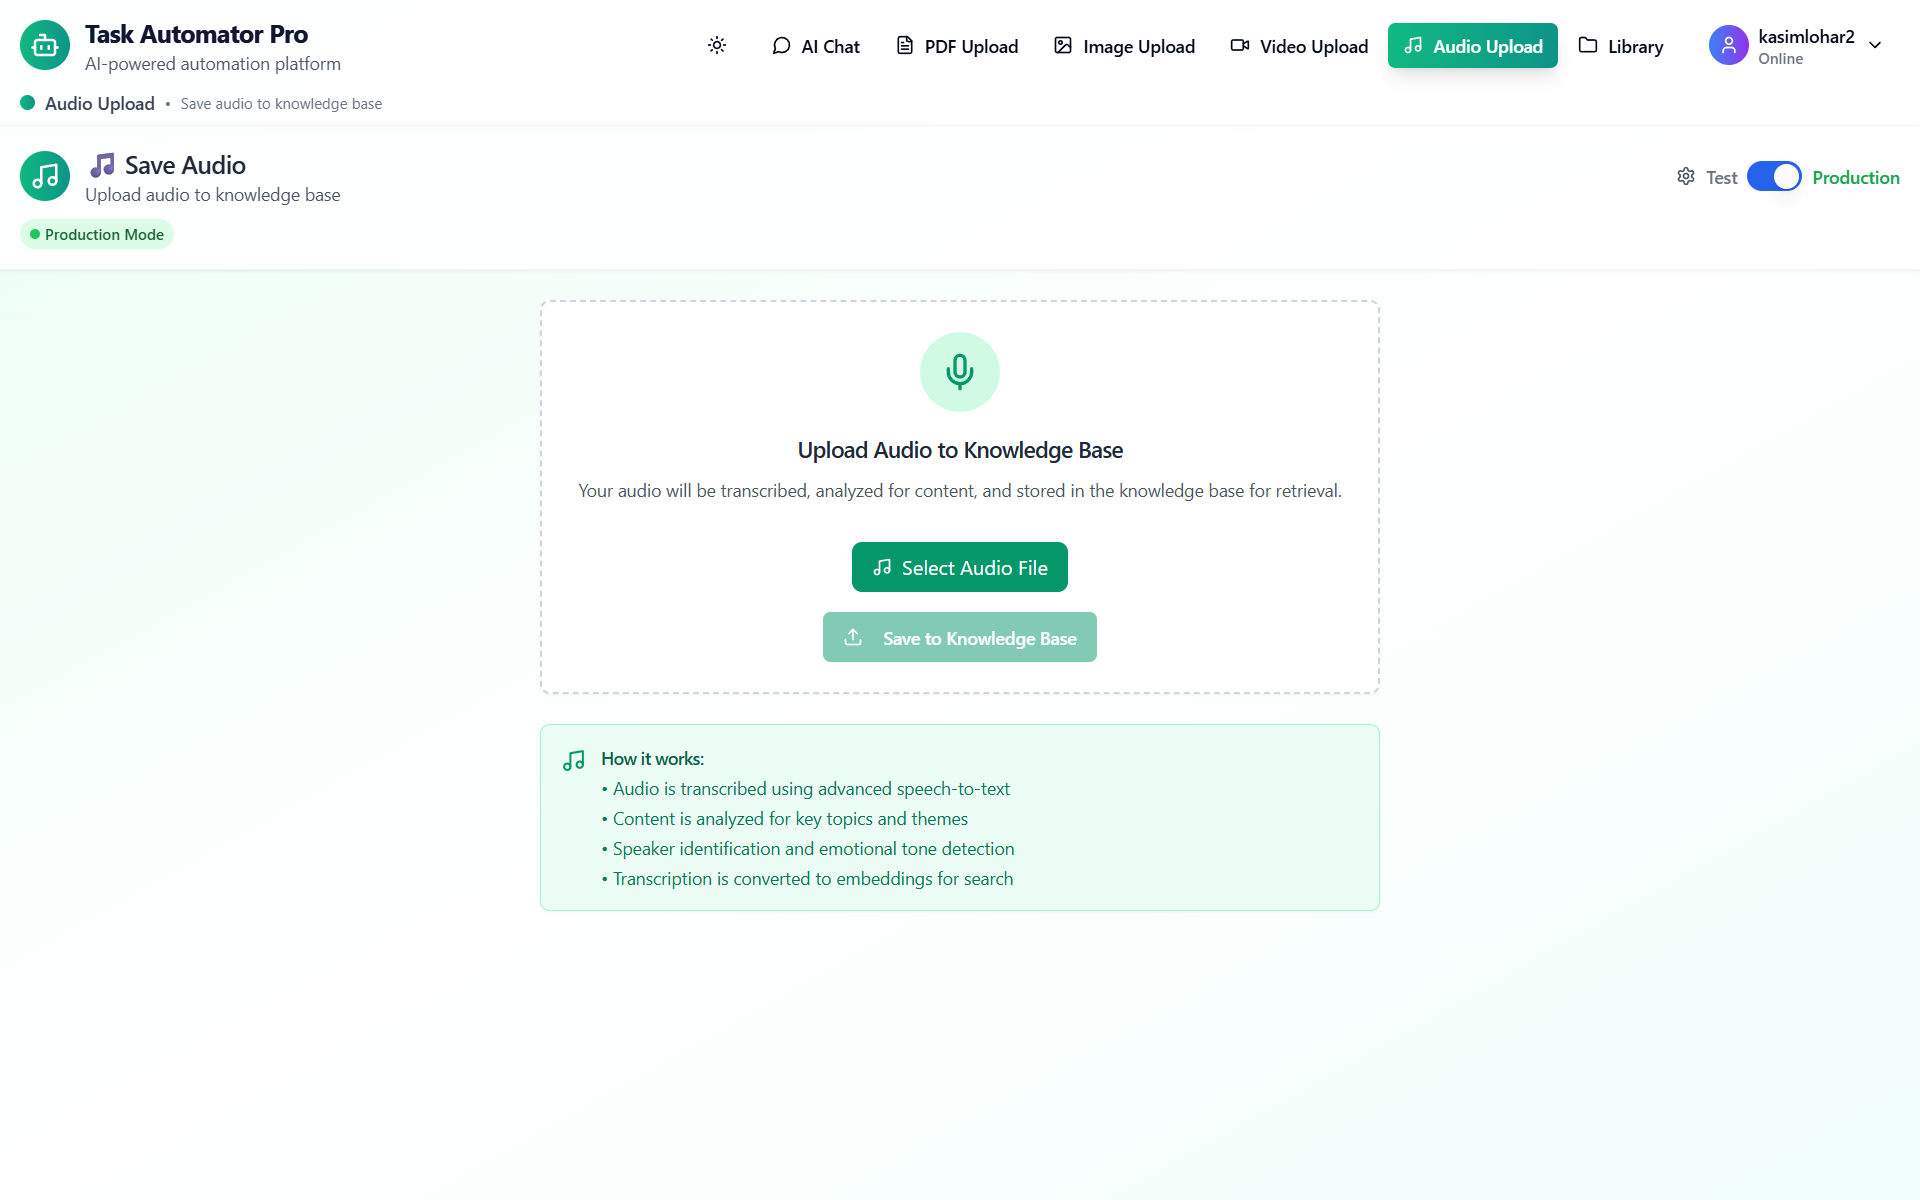 Task Automator Pro
AI-powered automation platform
AI Chat
PDF Upload
Image Upload
Video Upload
Audio Upload
Library
kasimlohar2
Online
Audio Upload • Save audio to knowledge base
Save Audio
Upload audio to knowledge base
Test
Production
Production Mode
Upload Audio to Knowledge Base
Your audio will be transcribed, analyzed for content, and stored in the knowledge base for retrieval.
Select Audio File
Save to Knowledge Base
How it works:
• Audio is transcribed using advanced speech-to-text
• Content is analyzed for key topics and themes
• Speaker identification and emotional tone detection
• Transcription is converted to embeddings for search